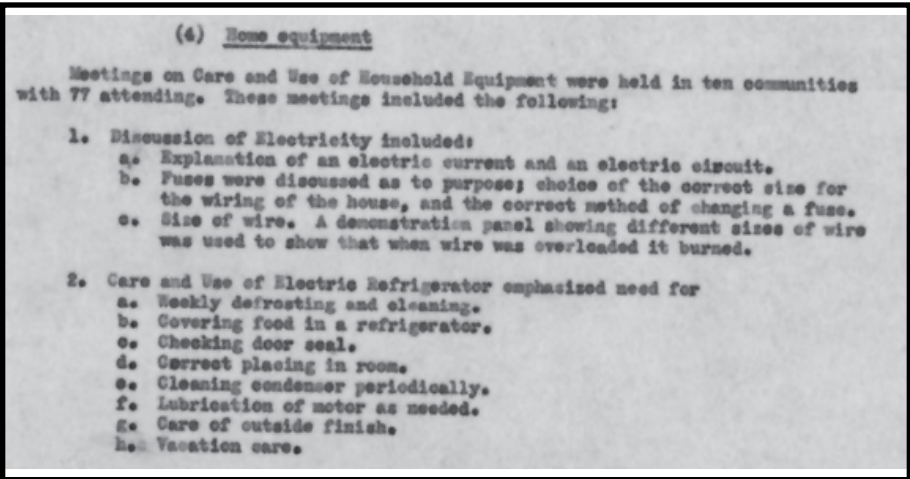 (4) Home equipment
Meetings on Care and Use of Household Equipment were held in ten communities
with 77 attending. These meetings included the following:
1. Discussion of Electricity included:
a. Explanation of an electric current and an electric circuit.
b. Fuses were discussed as to purpose; choice of the correct size for
the wiring of the house, and the correct method of changing a fuse.
c. Size of wire. A demonstration panel showing different sizes of wire
was used to show that when wire was overloaded it burned.
2. Care and Use of Electric Refrigerator emphasized need for
a. Weekly defrosting and cleaning.
b. Covering food in a refrigerator.
c. Checking door seal.
d. Correct placing in room.
e. Cleaning condenser periodically.
f. Lubrication of motor as needed.
g. Care of outside finish.
h. Vacation care.